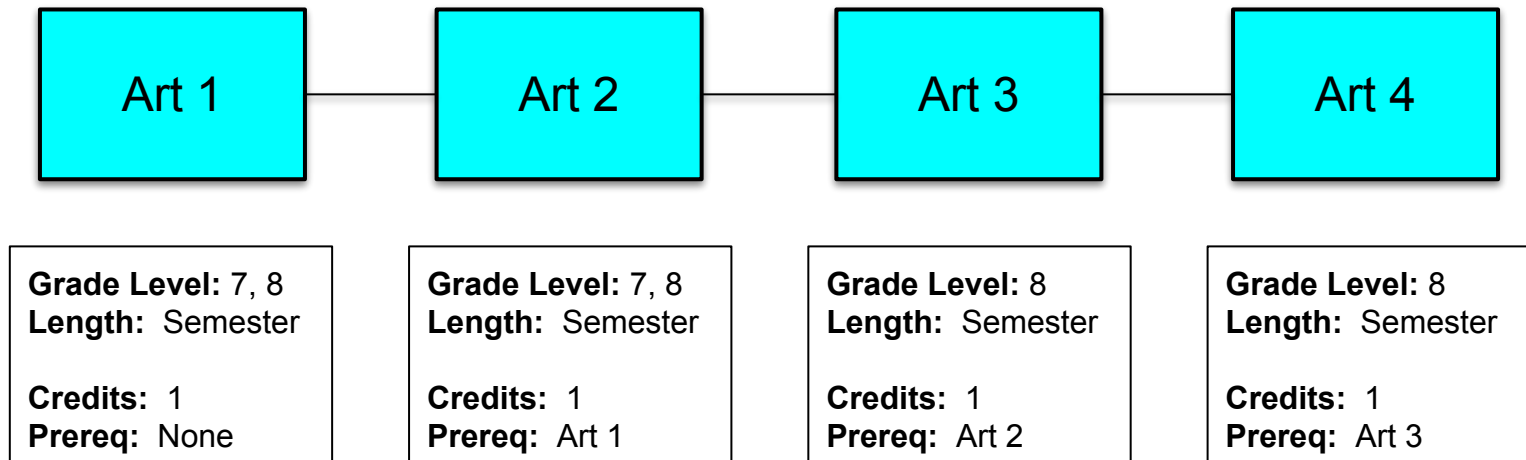 Art 1
Art 2
Art 3
Art 4
Grade Level: 7, 8
Length: Semester
Credits: 1
Prereq: None
Grade Level: 7, 8
Length: Semester
Credits: 1
Prereq: Art 1
Grade Level: 8
Length: Semester
Credits: 1
Prereq: Art 2
Grade Level: 8
Length: Semester
Credits: 1
Prereq: Art 3